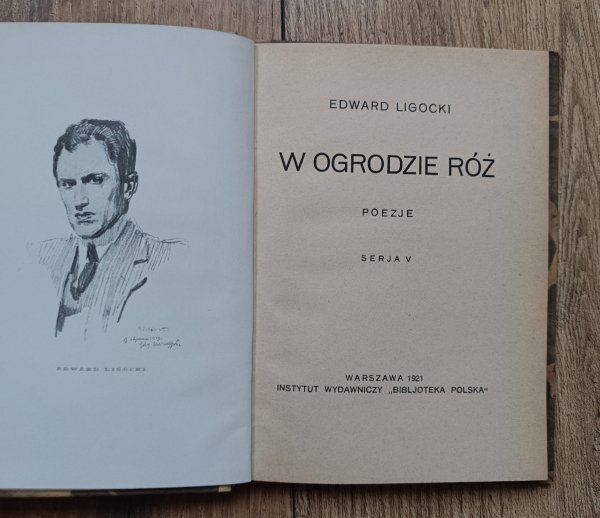 EDWARD LIGOCKI
EDWARD LIGOCKI
W OGRODZIE RÓŻ
POEZJE
SERJA V
WARSZAWA 1921
INSTYTUT WYDAWNICZY „BIBLJOTEKA POLSKA"